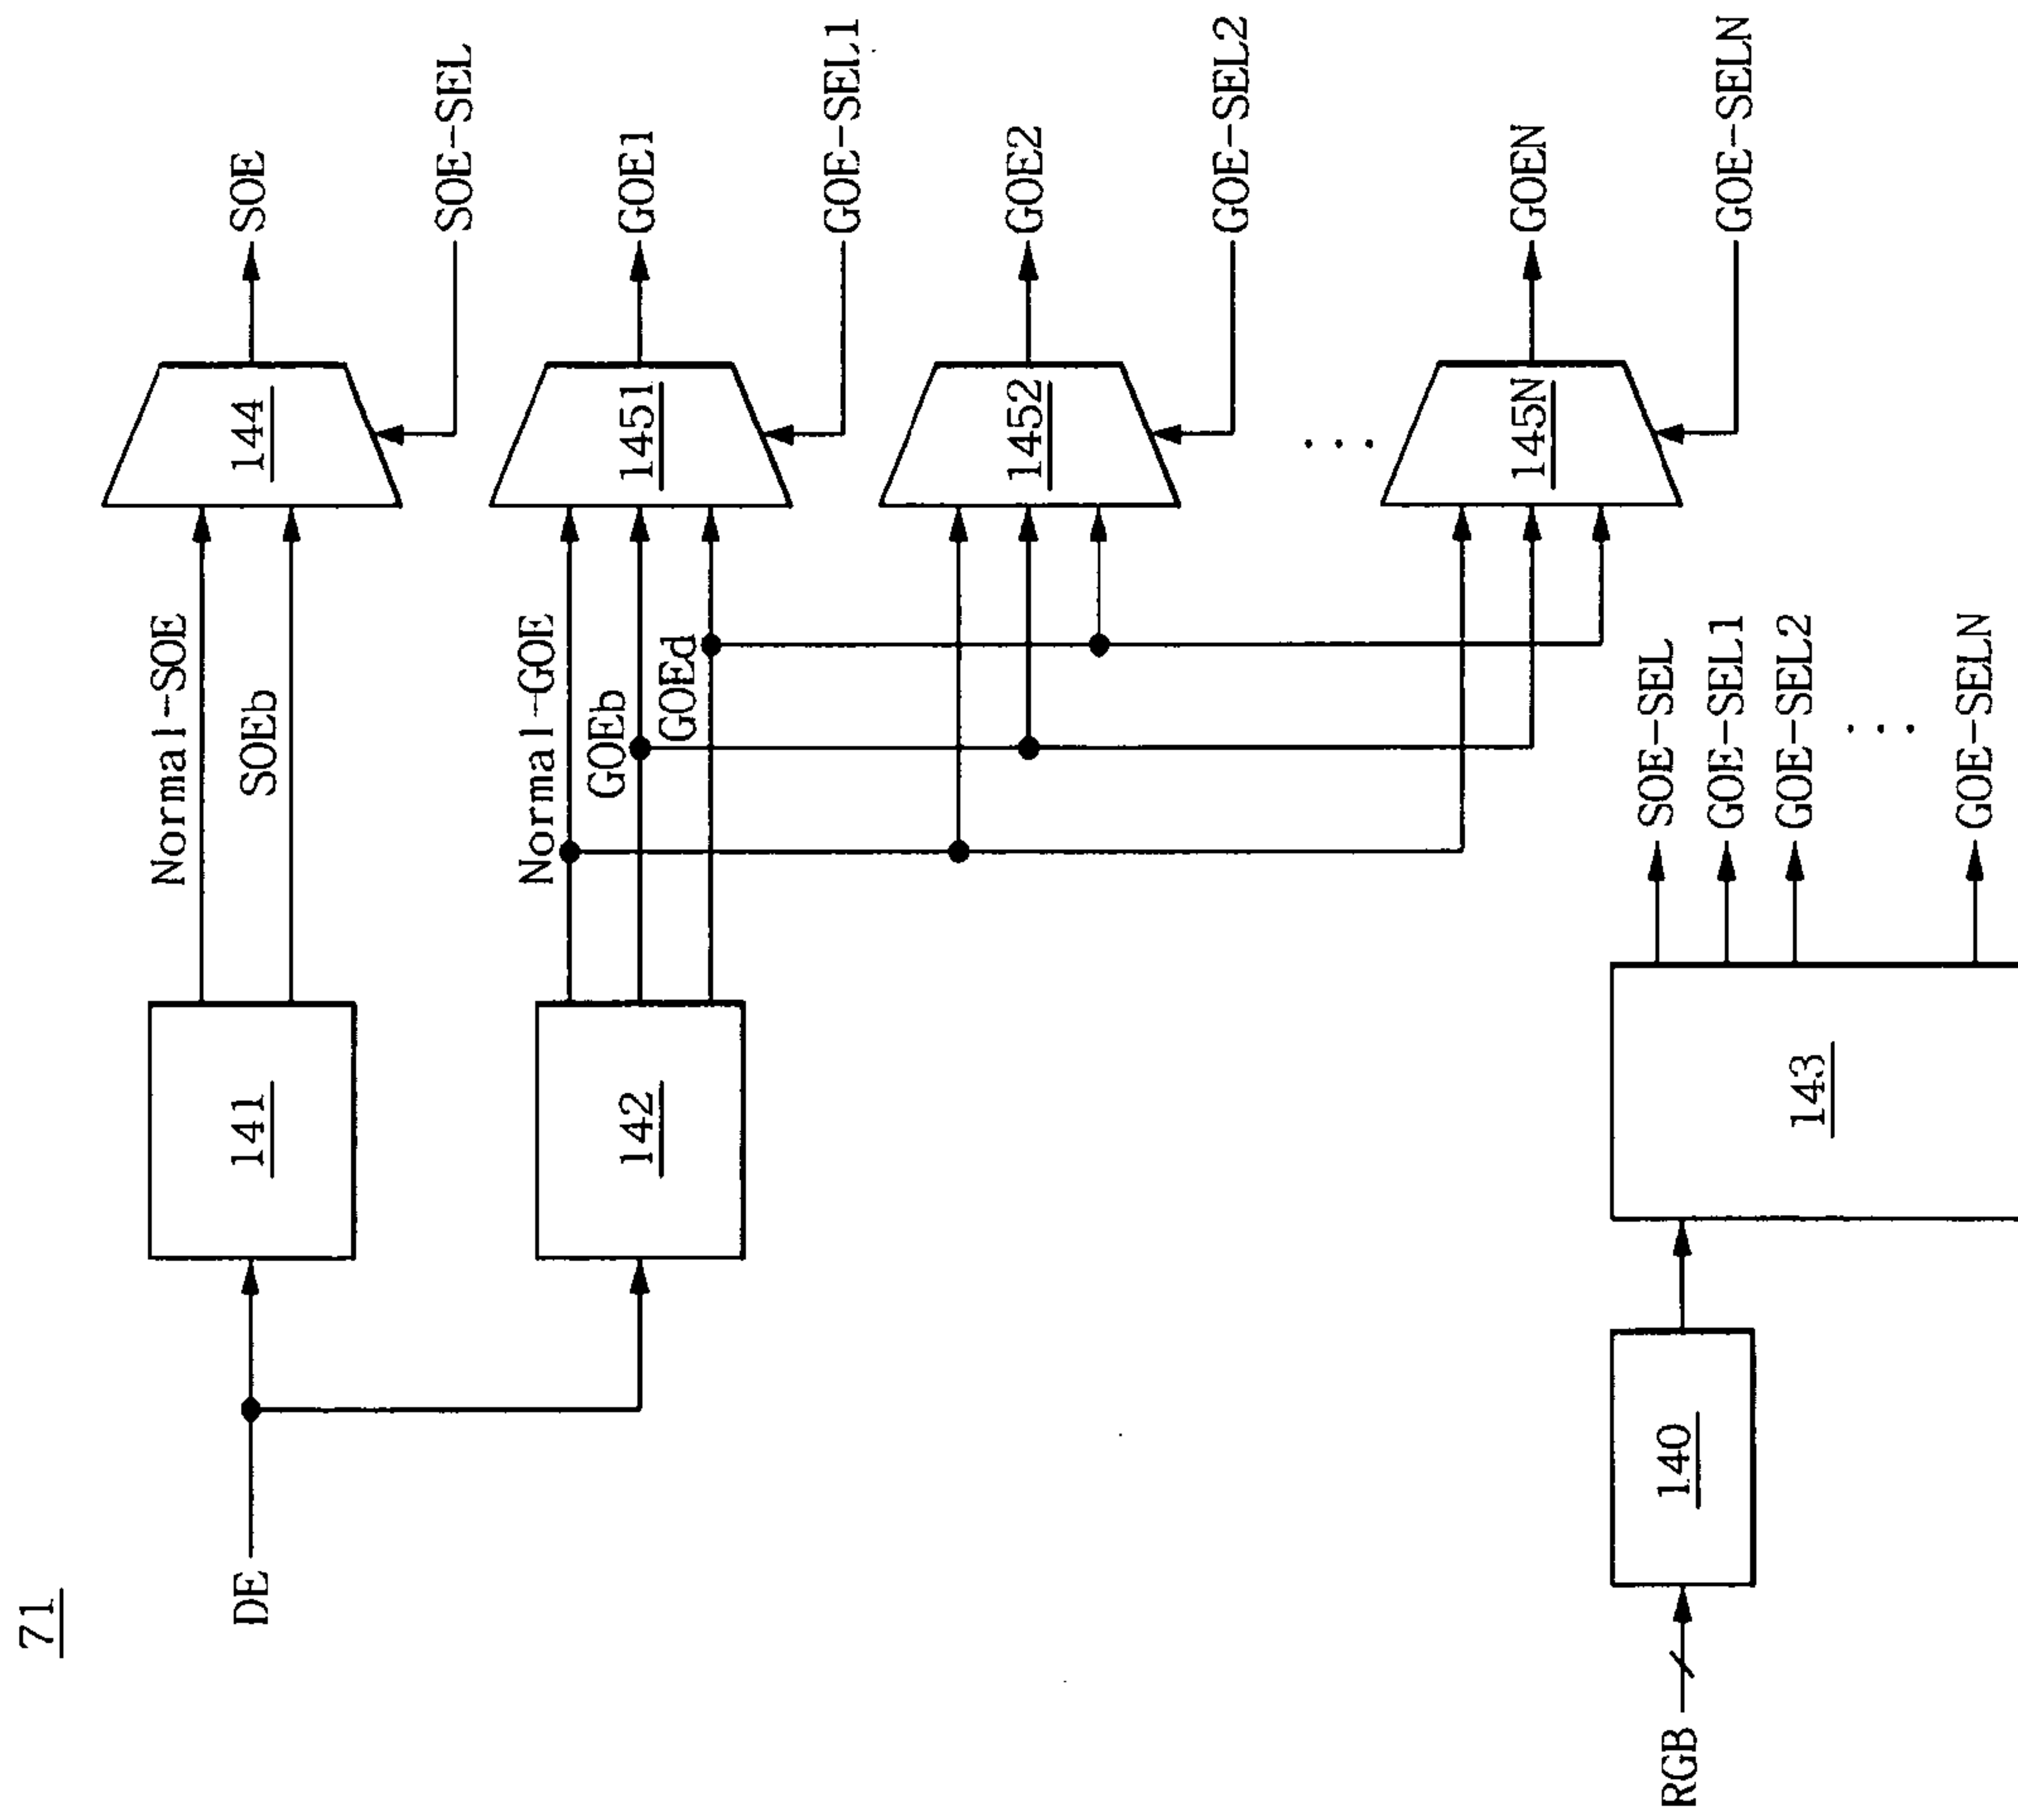 71
DE
141
Normal-SOE
SOEb
144
SOE
SOE-SEL
142
Normal-GOE
GOEb
GOEd
1451
GOE1
GOE-SEL1
1452
GOE2
GOE-SEL2
...
145N
GOEN
GOE-SELN
RGB
140
143
SOE-SEL
GOE-SEL1
GOE-SEL2
...
GOE-SELN